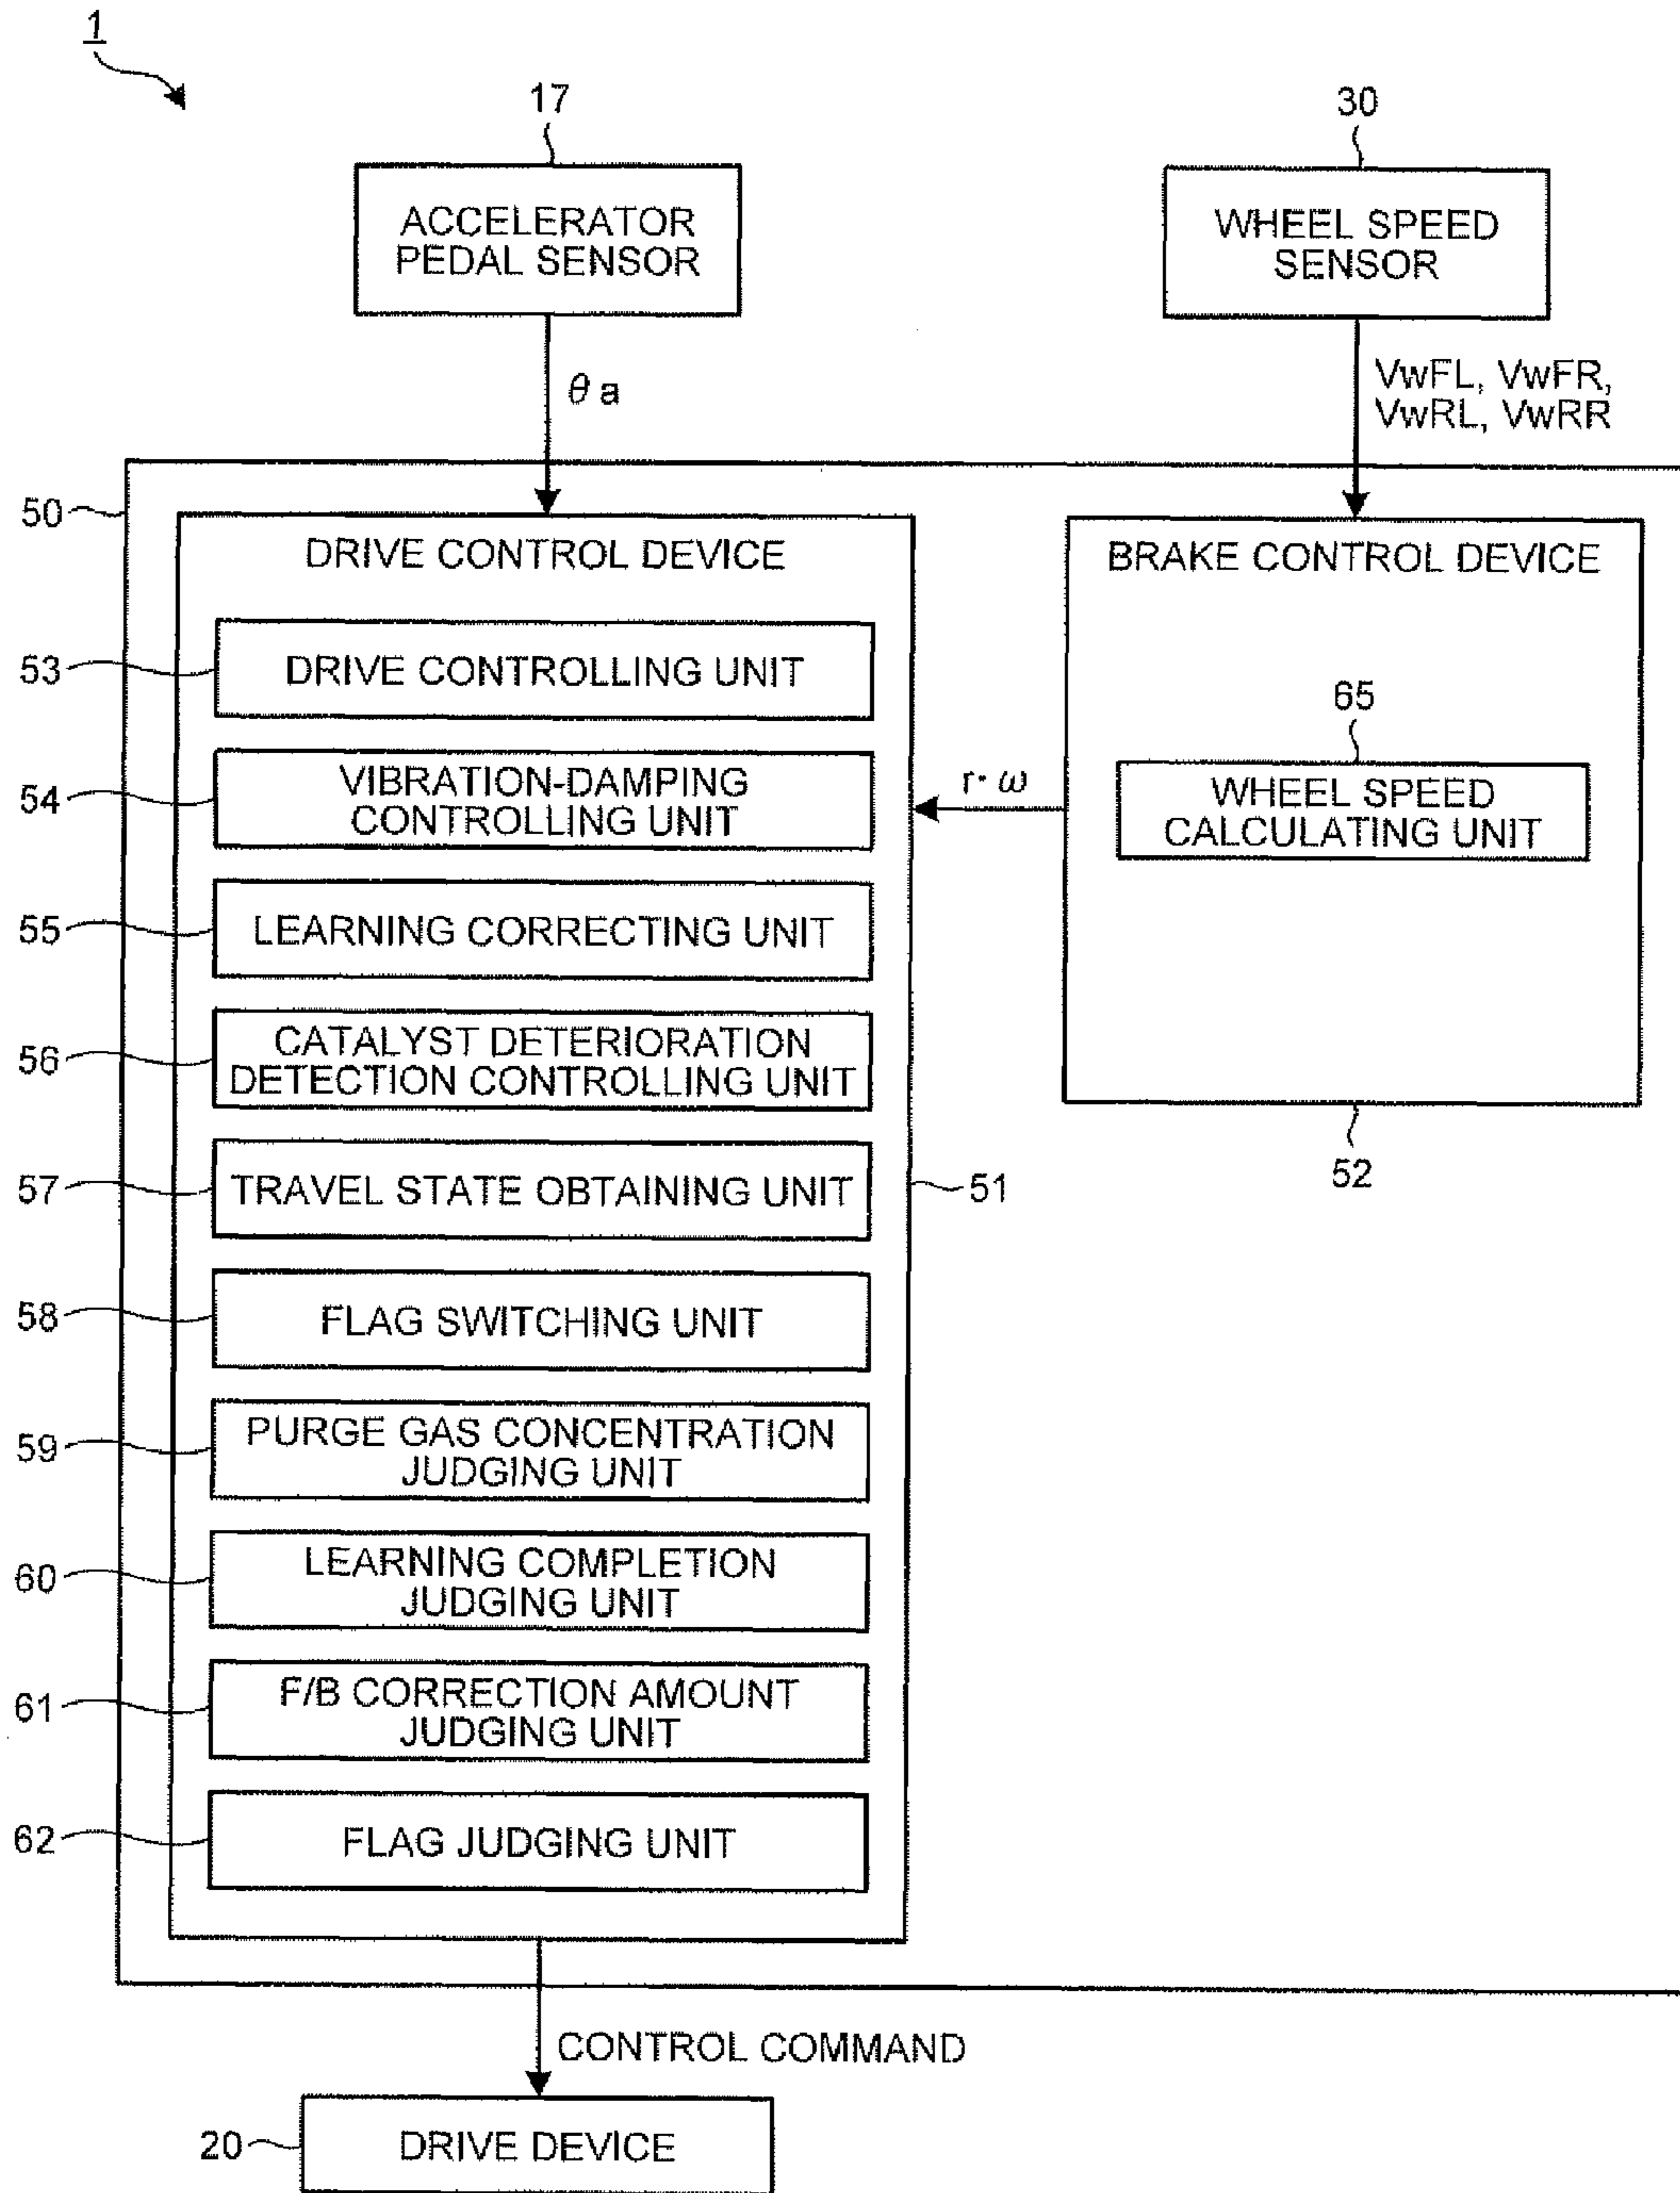 1
17
30
ACCELERATOR
PEDAL SENSOR
WHEEL SPEED
SENSOR
θa
VwFL, VwFR,
VwRL, VwRR
50
DRIVE CONTROL DEVICE
BRAKE CONTROL DEVICE
53
DRIVE CONTROLLING UNIT
54
VIBRATION-DAMPING
CONTROLLING UNIT
r・ω
65
WHEEL SPEED
CALCULATING UNIT
55
LEARNING CORRECTING UNIT
56
CATALYST DETERIORATION
DETECTION CONTROLLING UNIT
57
TRAVEL STATE OBTAINING UNIT
51
52
58
FLAG SWITCHING UNIT
59
PURGE GAS CONCENTRATION
JUDGING UNIT
60
LEARNING COMPLETION
JUDGING UNIT
61
F/B CORRECTION AMOUNT
JUDGING UNIT
62
FLAG JUDGING UNIT
CONTROL COMMAND
20
DRIVE DEVICE